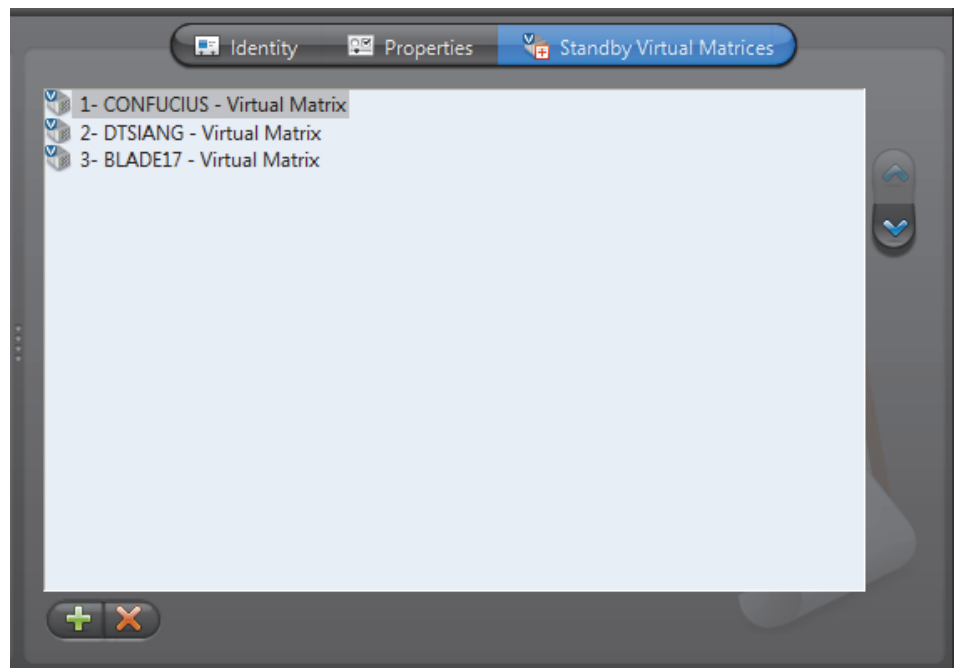 Identity Properties Standby Virtual Matrices
1- CONFUCIUS - Virtual Matrix
2- DTSIANG - Virtual Matrix
3- BLADE17 - Virtual Matrix